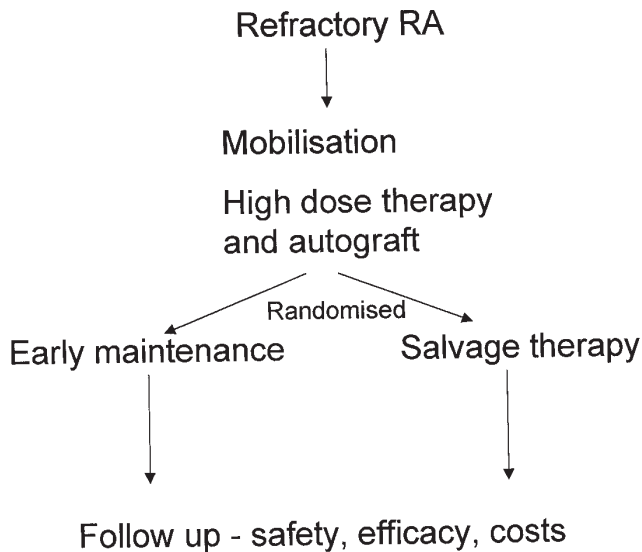 Refractory RA
Mobilisation
High dose therapy
and autograft
Randomised
Early maintenance
Salvage therapy
Follow up - safety, efficacy, costs